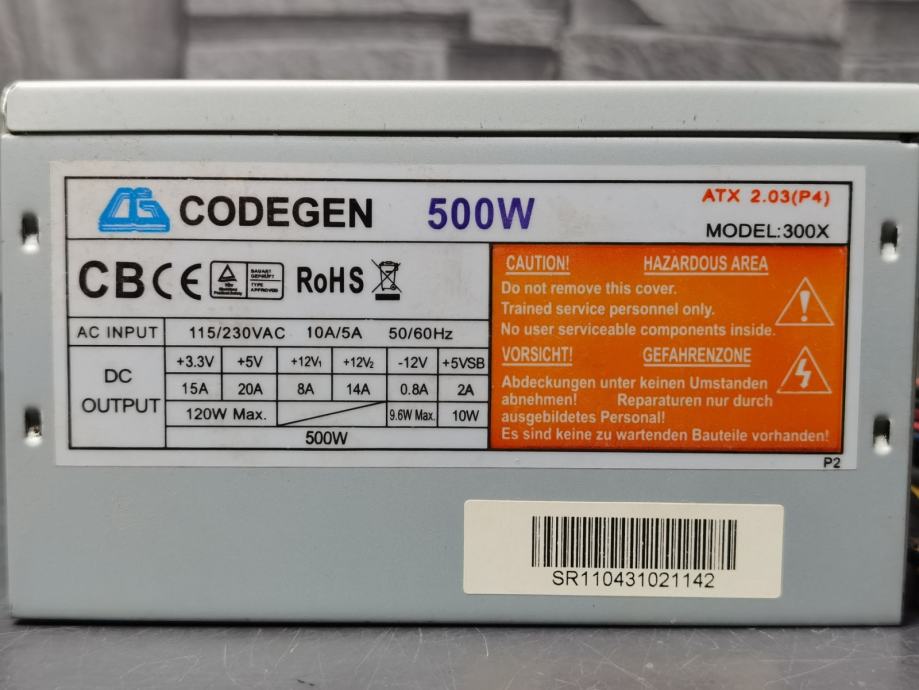 CODEGEN 500W
ATX 2.03(P4)
MODEL:300X
CB CE
BAUART
GEPRÜFT
TYPE
APPROVED
RoHS
AC INPUT 115/230VAC 10A/5A 50/60Hz
DC
OUTPUT
+3.3V +5V +12V1 +12V2 -12V +5VSB
15A 20A 8A 14A 0.8A 2A
120W Max. 9.6W Max. 10W
500W
CAUTION! HAZARDOUS AREA
Do not remove this cover.
Trained service personnel only.
No user serviceable components inside.
VORSICHT! GEFAHRENZONE
Abdeckungen unter keinen Umstanden
abnehmen! Reparaturen nur durch
ausgebildetes Personal!
Es sind keine zu wartenden Bauteile vorhanden!
P2
SR110431021142